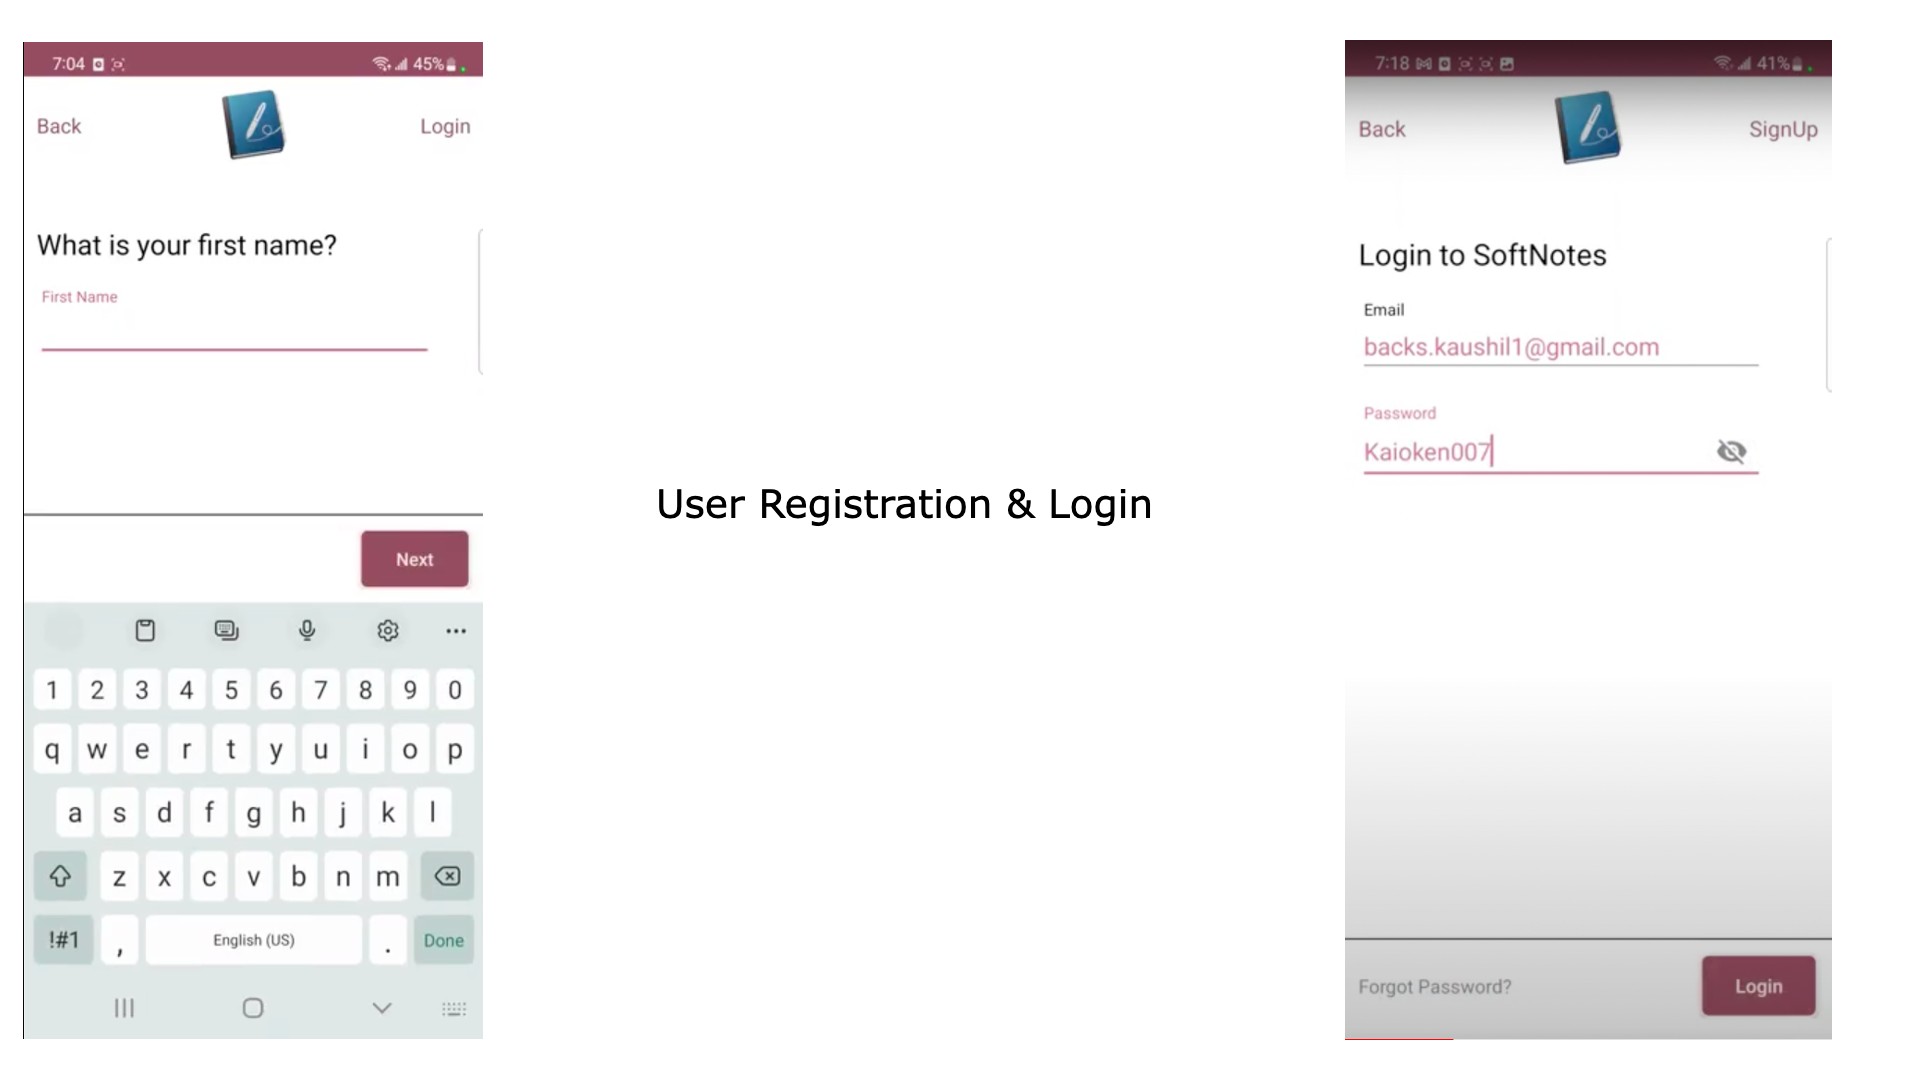 7:04
45%
Back
Login
What is your first name?
First Name
Next
1 2 3 4 5 6 7 8 9 0
q w e r t y u i o p
a s d f g h j k l
z x c v b n m
!#1 , English (US) . Done
User Registration & Login
7:18
41%
Back
SignUp
Login to SoftNotes
Email
backs.kaushil1@gmail.com
Password
Kaioken007
Forgot Password?
Login